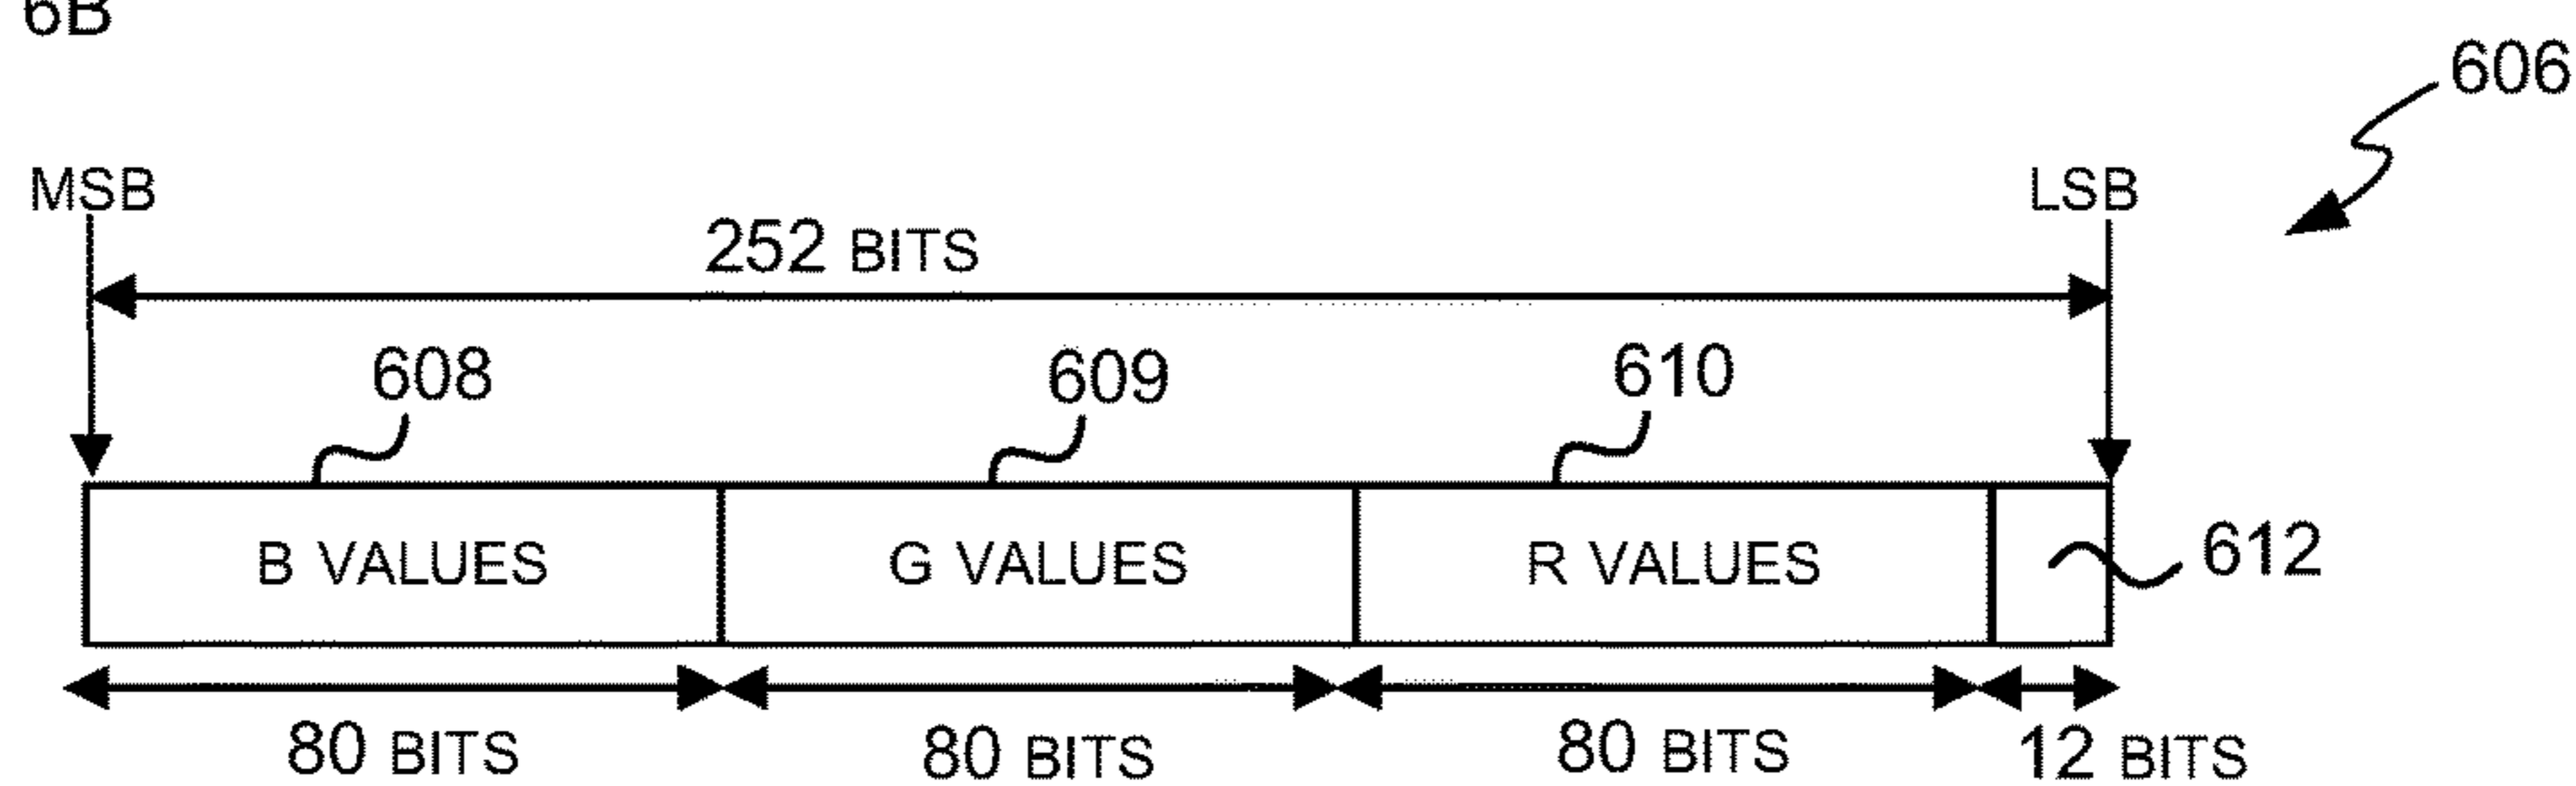 6B
606
MSB
LSB
252 BITS
608
609
610
B VALUES
G VALUES
R VALUES
612
80 BITS
80 BITS
80 BITS
12 BITS